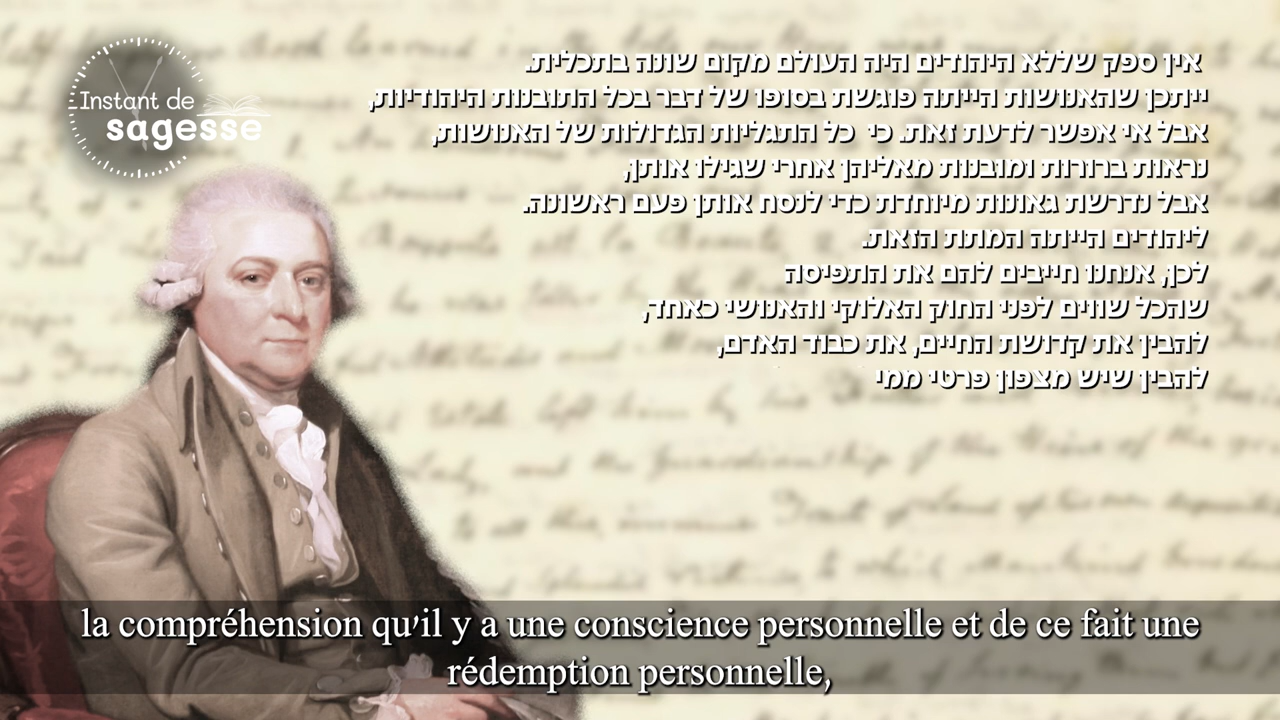 Instant de
sagesse
אין ספק שללא היהודים היה העולם מקום שונה בתכלית.
ייתכן שהאנושות הייתה פוגשת בסופו של דבר בכל התובנות היהודיות,
אבל אי אפשר לדעת זאת. כי כל התגליות הגדולות של האנושות,
נראות ברורות ומובנות מאליהן אחרי שגילו אותן,
אבל נדרשת גאונות מיוחדת כדי לנסח אותן פעם ראשונה.
ליהודים הייתה המתת הזאת.
לכן, אנחנו חייבים להם את התפיסה
שהכל שווים לפני החוק האלוקי והאנושי כאחד,
להבין את קדושת החיים, את כבוד האדם,
להבין שיש מצפון פרטי ממי
la compréhension qu'il y a une conscience personnelle et de ce fait une
rédemption personnelle,